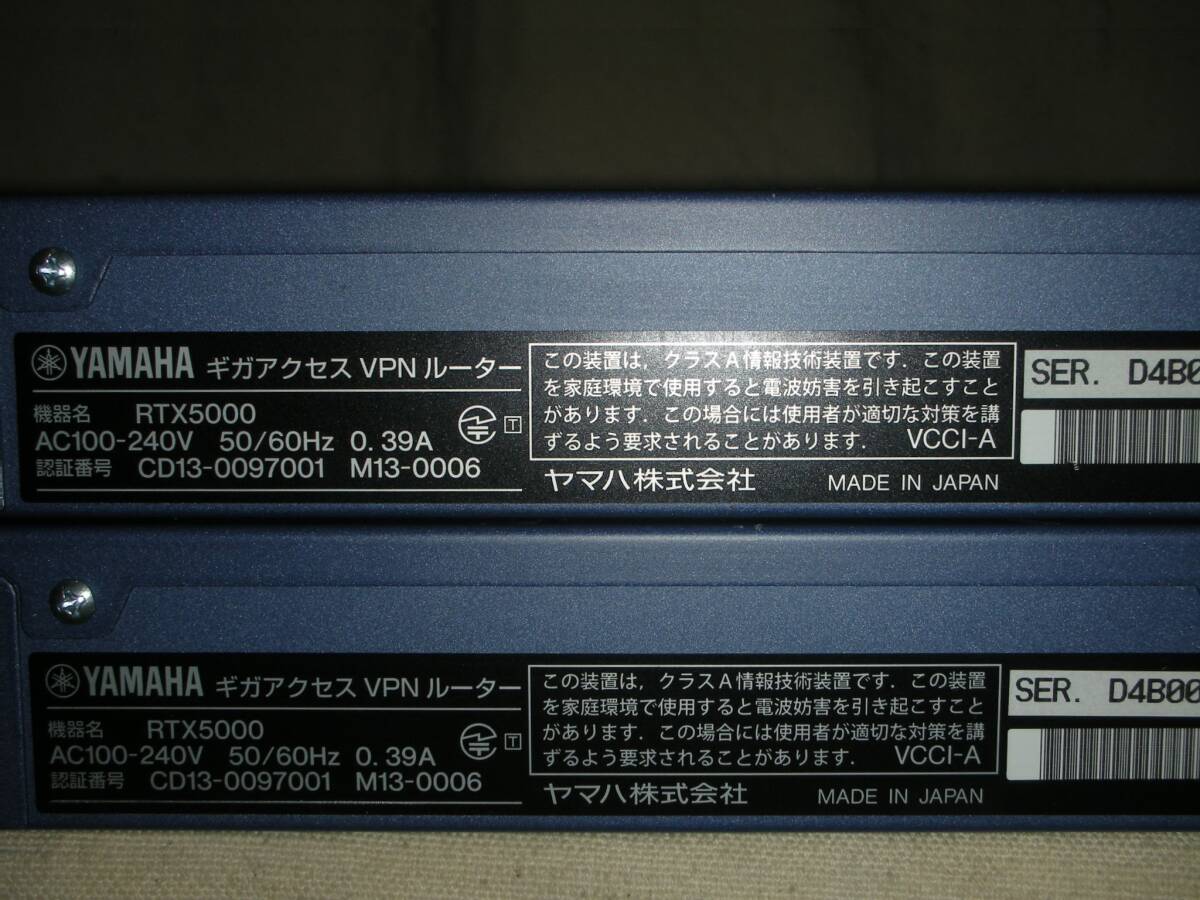 YAMAHA ギガアクセス VPN ルーター
機器名 RTX5000
AC100-240V 50/60Hz 0.39A
認証番号 CD13-0097001 M13-0006
T
この装置は，クラスA情報技術装置です．この装置
を家庭環境で使用すると電波妨害を引き起こすこと
があります．この場合には使用者が適切な対策を講
ずるよう要求されることがあります． VCCI-A
ヤマハ株式会社 MADE IN JAPAN
SER. D4B0
YAMAHA ギガアクセス VPN ルーター
機器名 RTX5000
AC100-240V 50/60Hz 0.39A
認証番号 CD13-0097001 M13-0006
T
この装置は，クラスA情報技術装置です．この装置
を家庭環境で使用すると電波妨害を引き起こすこと
があります．この場合には使用者が適切な対策を講
ずるよう要求されることがあります． VCCI-A
ヤマハ株式会社 MADE IN JAPAN
SER. D4B00